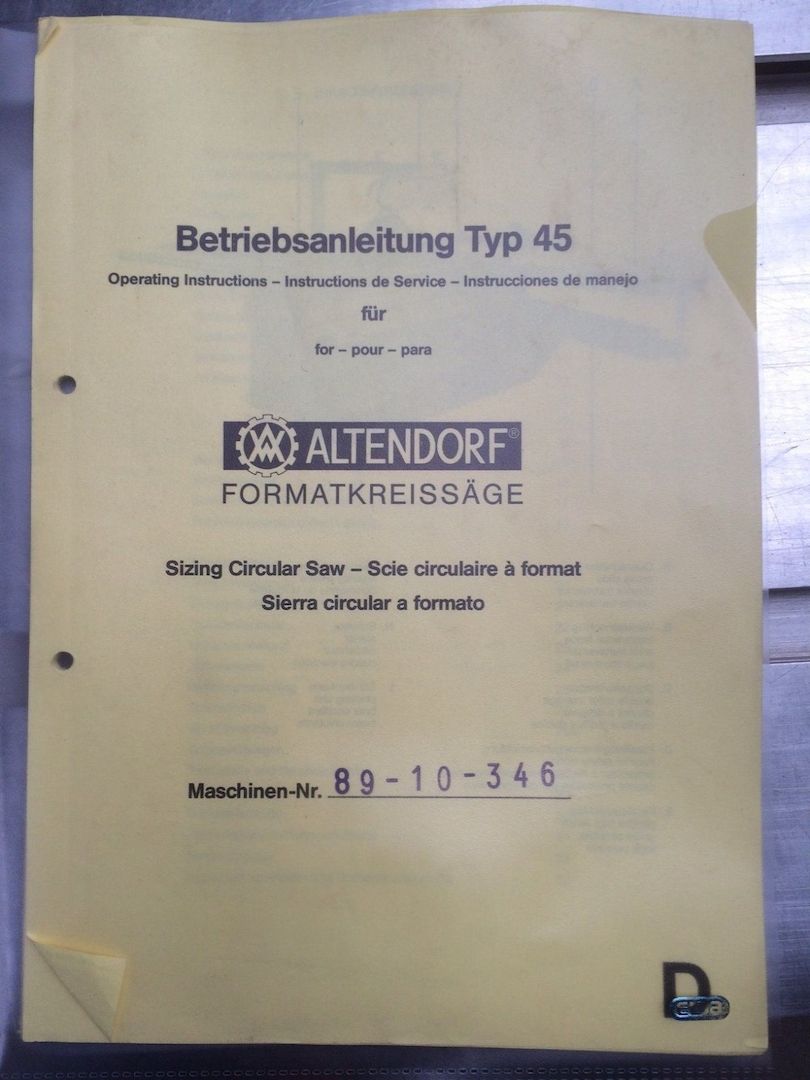 Betriebsanleitung Typ 45
Operating Instructions – Instructions de Service – Instrucciones de manejo
für
for – pour – para
ALTENDORF®
FORMATKREISSÄGE
Sizing Circular Saw – Scie circulaire à format
Sierra circular a formato
Maschinen-Nr. 89-10-346
D